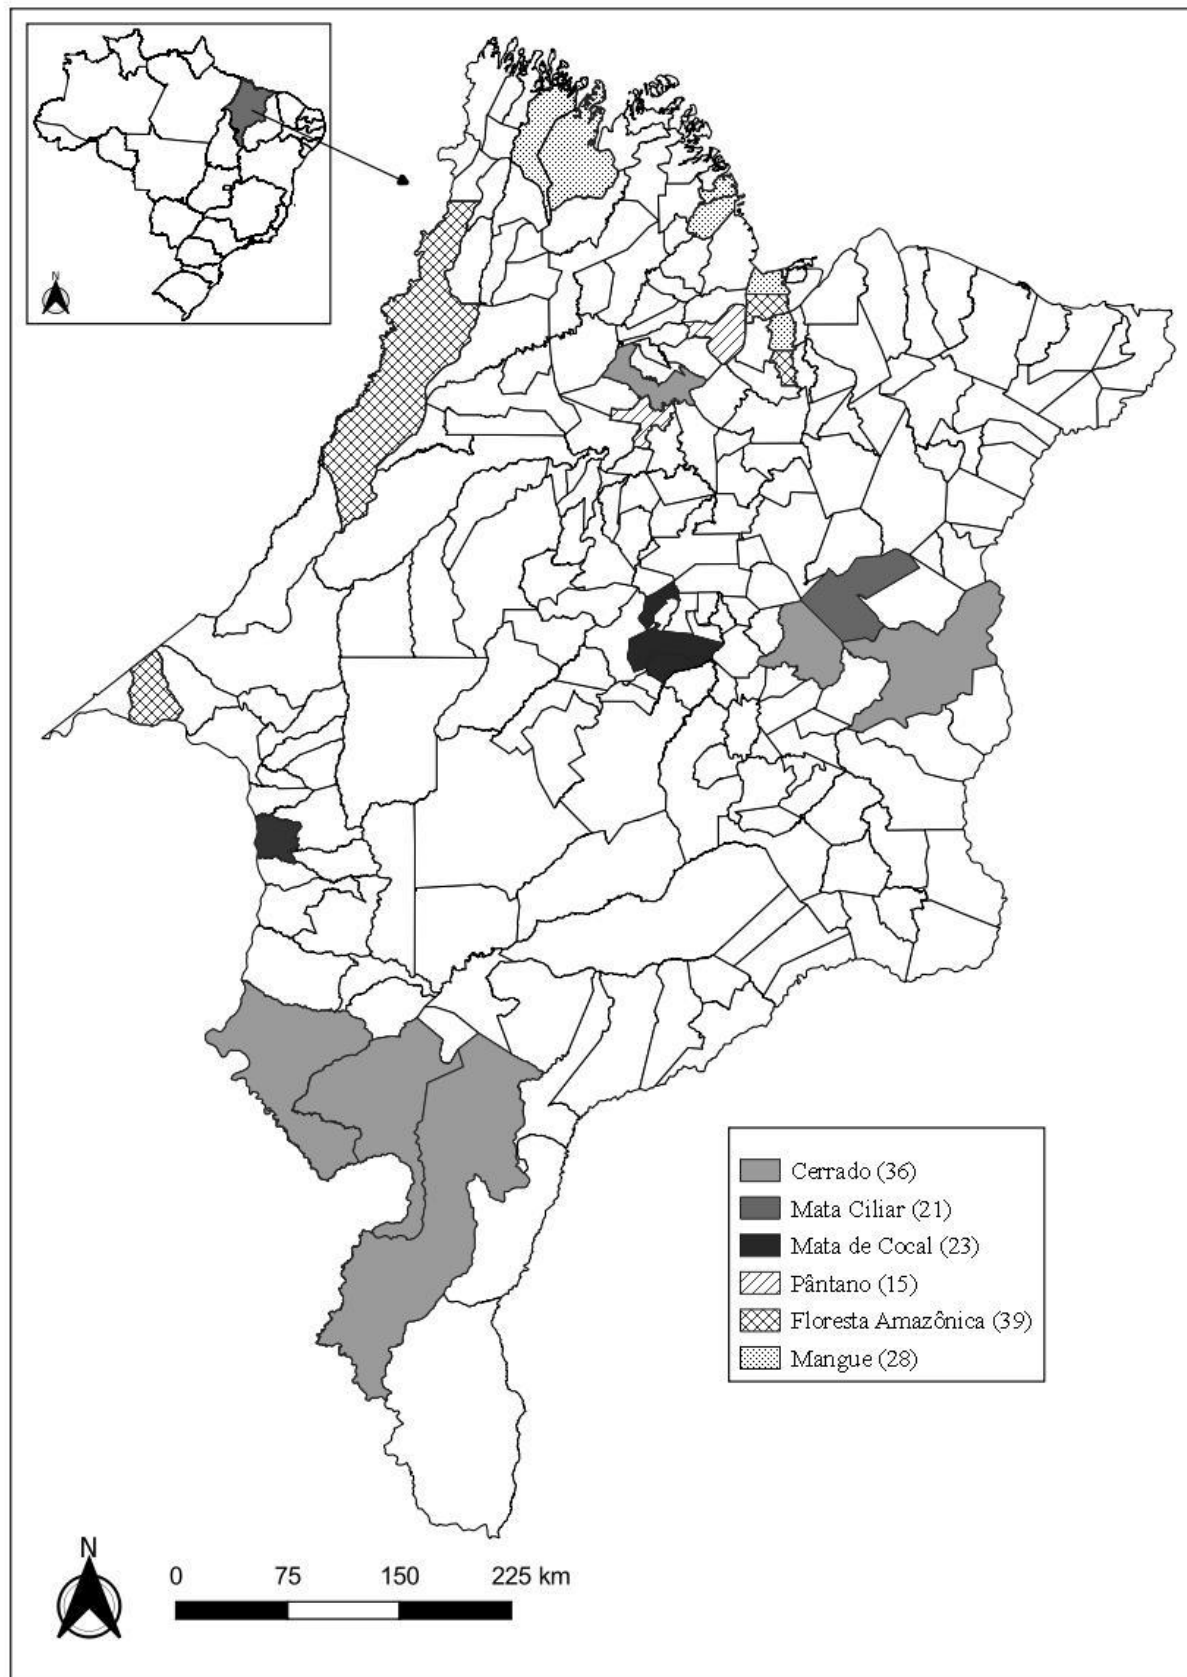 N
Cerrado (36)
Mata Ciliar (21)
Mata de Cocal (23)
Pântano (15)
Floresta Amazônica (39)
Mangue (28)
N
0 75 150 225 km